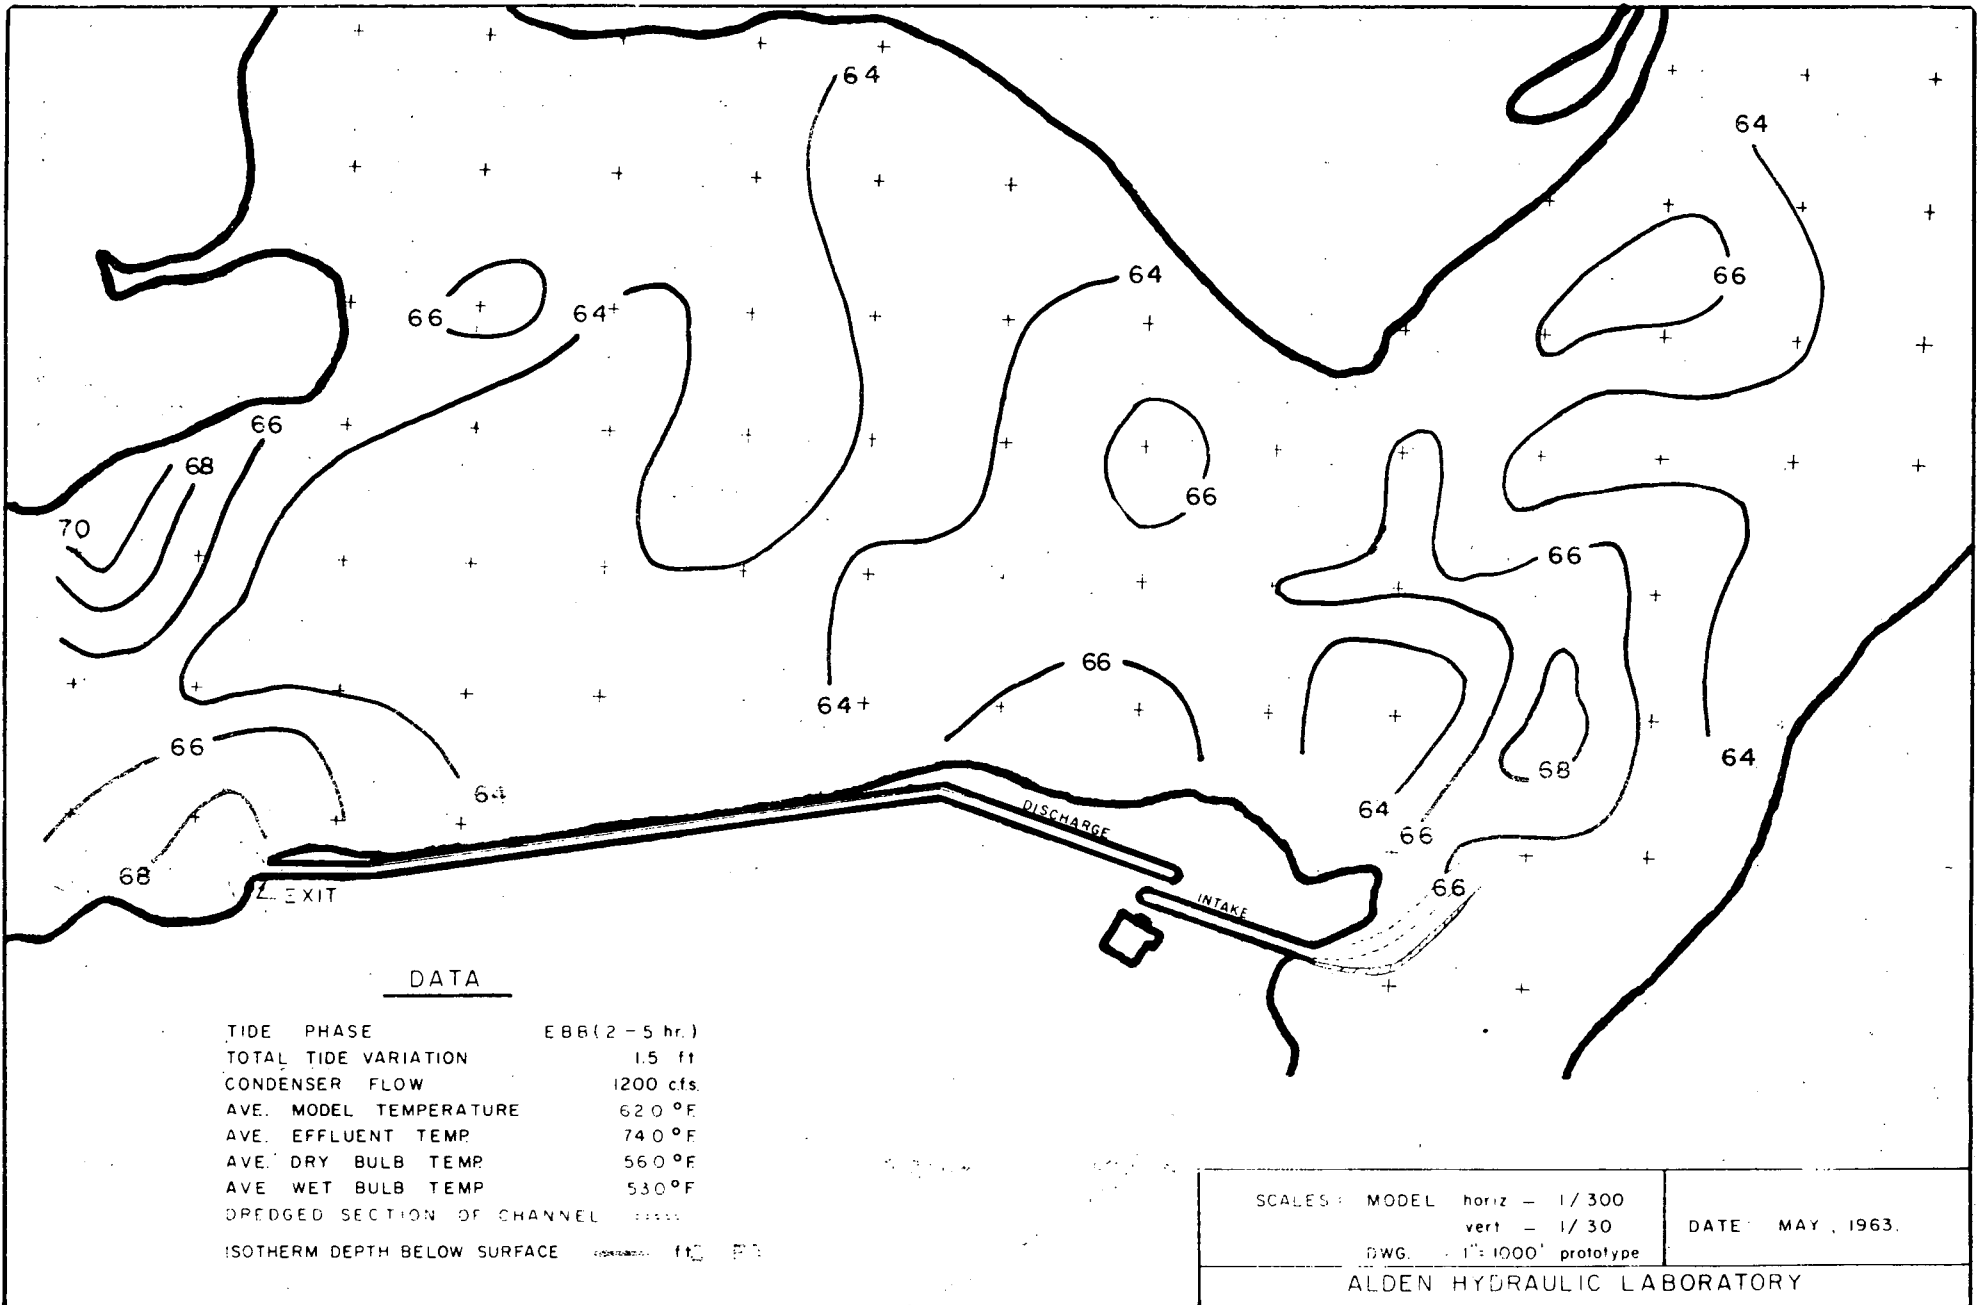 64
64
64
66
66
64
66
66
68
70
66
66
66
64
66
66
68
64
64
64
66
66
68
DISCHARGE
INTAKE
EXIT
DATA
TIDE PHASE EBB (2 - 5 hr.)
TOTAL TIDE VARIATION 1.5 ft
CONDENSER FLOW 1200 cfs.
AVE. MODEL TEMPERATURE 62.0 °F.
AVE. EFFLUENT TEMP. 74.0 °F.
AVE. DRY BULB TEMP. 56.0 °F.
AVE WET BULB TEMP 53.0 °F
DREDGED SECTION OF CHANNEL
ISOTHERM DEPTH BELOW SURFACE ft
SCALES: MODEL horiz - 1/300
vert - 1/30
DWG. 1"=1000' prototype
DATE MAY, 1963.
ALDEN HYDRAULIC LABORATORY